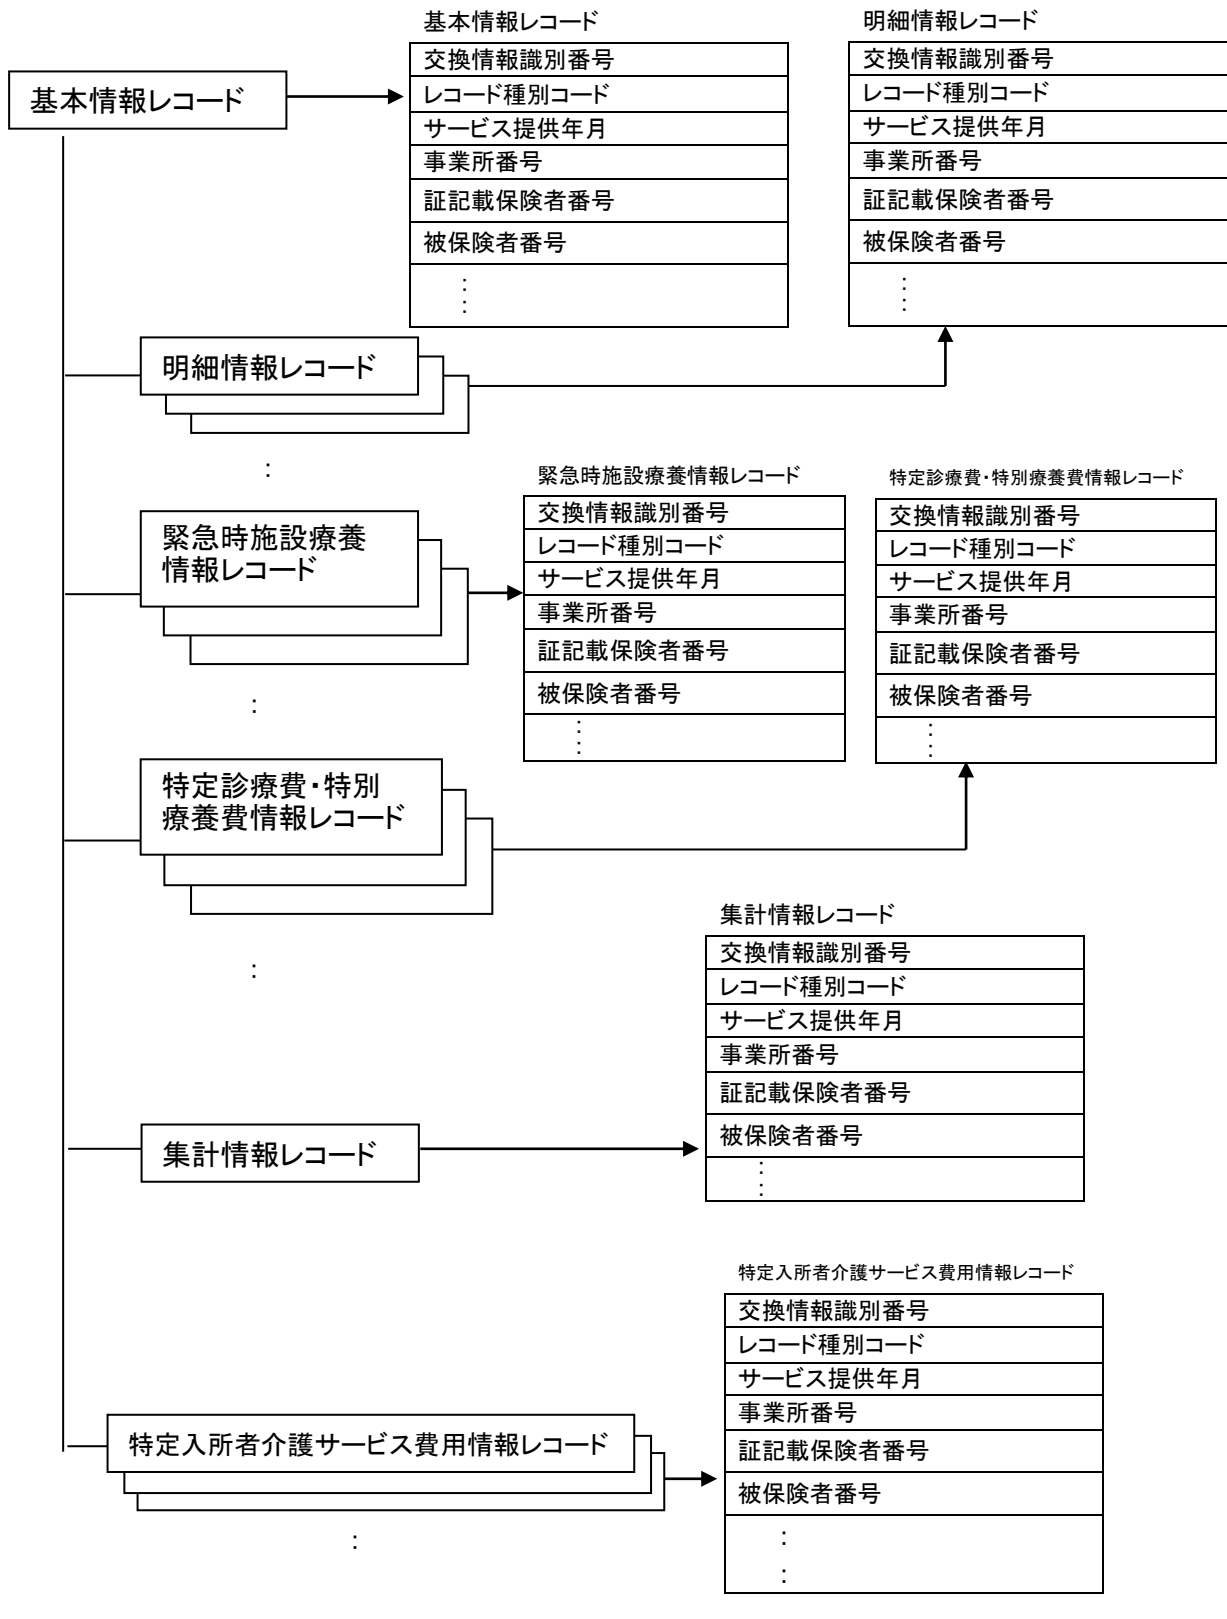 基本情報レコード
基本情報レコード
交換情報識別番号
レコード種別コード
サービス提供年月
事業所番号
証記載保険者番号
被保険者番号
:
:
明細情報レコード
交換情報識別番号
レコード種別コード
サービス提供年月
事業所番号
証記載保険者番号
被保険者番号
:
:
明細情報レコード
:
緊急時施設療養
情報レコード
:
緊急時施設療養情報レコード
交換情報識別番号
レコード種別コード
サービス提供年月
事業所番号
証記載保険者番号
被保険者番号
:
:
特定診療費・特別療養費情報レコード
交換情報識別番号
レコード種別コード
サービス提供年月
事業所番号
証記載保険者番号
被保険者番号
:
:
特定診療費・特別
療養費情報レコード
:
集計情報レコード
集計情報レコード
交換情報識別番号
レコード種別コード
サービス提供年月
事業所番号
証記載保険者番号
被保険者番号
:
:
特定入所者介護サービス費用情報レコード
:
特定入所者介護サービス費用情報レコード
交換情報識別番号
レコード種別コード
サービス提供年月
事業所番号
証記載保険者番号
被保険者番号
:
: